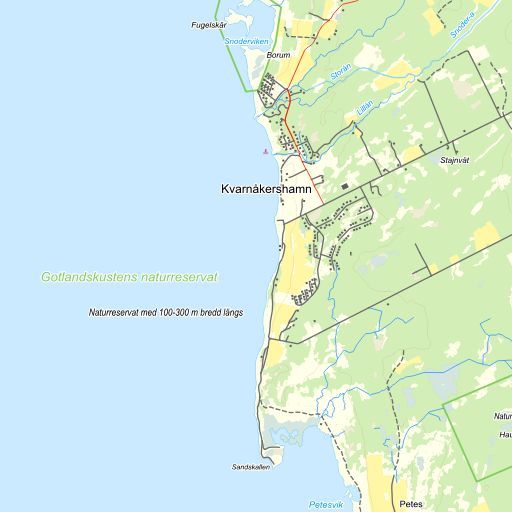 Fugelskär
Snoderviken
Snoder-å
Borum
Storån
Lillån
Stajnvät
Kvarnåkershamn
Gotlandskustens naturreservat
Naturreservat med 100-300 m bredd längs
Natur
Hau
Sandskallen
Petesvik
Petes